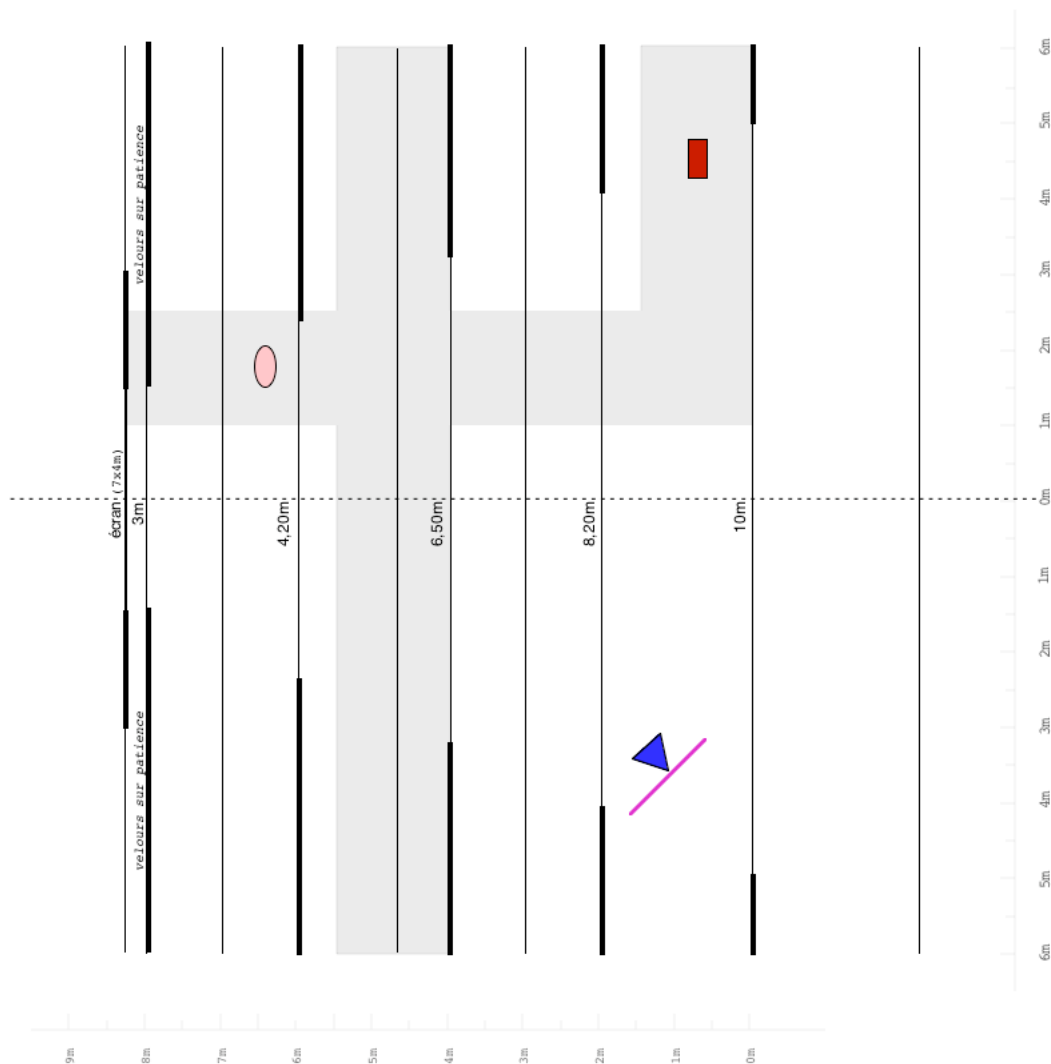 6m
5m
4m
3m
2m
1m
0m
1m
2m
3m
4m
5m
6m
velours sur patience
velours sur patience
écran (7x4m)
3m
4,20m
6,50m
8,20m
10m
9m
8m
7m
6m
5m
4m
3m
2m
1m
0m